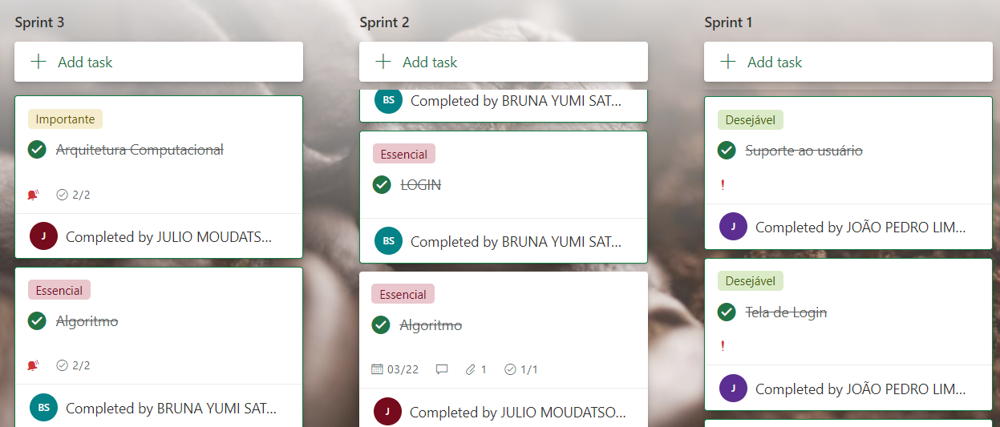 Sprint 3
Add task
Importante
Arquitetura Computacional
2/2
J
Completed by JULIO MOUDATS...
Essencial
Algoritmo
2/2
BS
Completed by BRUNA YUMI SAT...
Sprint 2
Add task
BS
Completed by BRUNA YUMI SAT...
Essencial
LOGIN
BS
Completed by BRUNA YUMI SAT...
Essencial
Algoritmo
03/22
1
1/1
J
Completed by JULIO MOUDATSO...
Sprint 1
Add task
Desejável
Suporte ao usuário
!
J
Completed by JOÃO PEDRO LIM...
Desejável
Tela de Login
!
J
Completed by JOÃO PEDRO LIM...